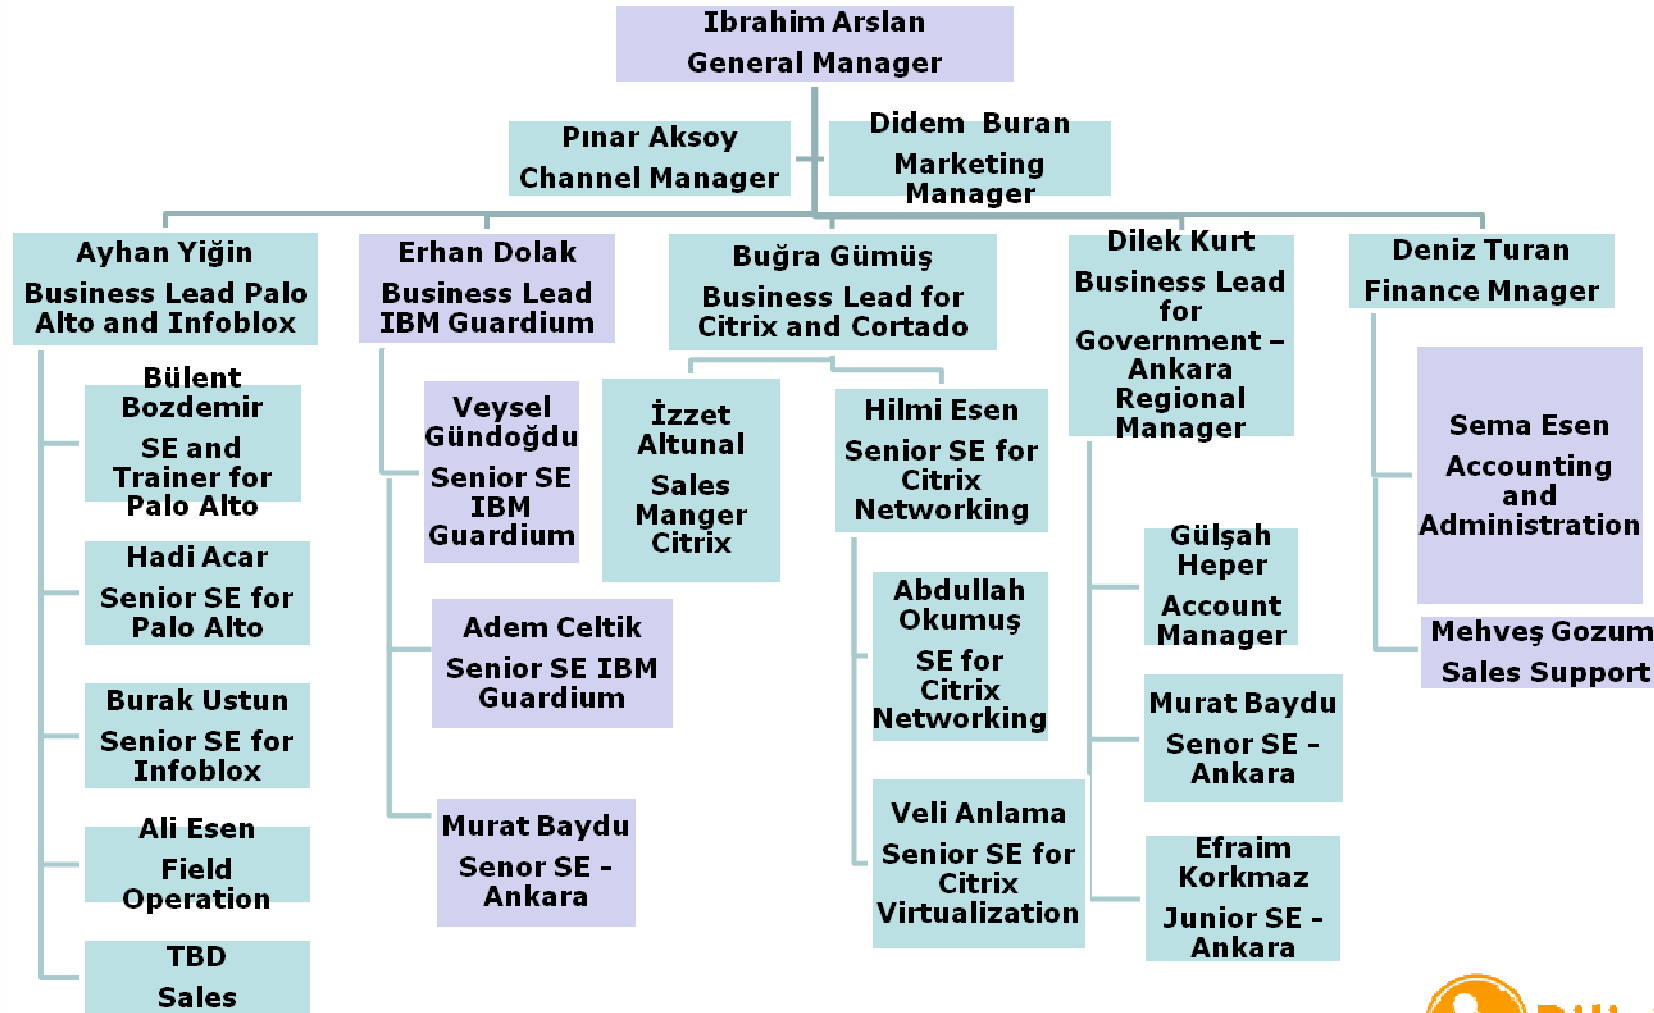 Ibrahim Arslan
General Manager
Pınar Aksoy
Channel Manager
Didem Buran
Marketing
Manager
Ayhan Yiğin
Business Lead Palo
Alto and Infoblox
Erhan Dolak
Business Lead
IBM Guardium
Buğra Gümüş
Business Lead for
Citrix and Cortado
Dilek Kurt
Business Lead
for
Government –
Ankara
Regional
Manager
Deniz Turan
Finance Mnager
Bülent
Bozdemir
SE and
Trainer for
Palo Alto
Hadi Acar
Senior SE for
Palo Alto
Burak Ustun
Senior SE for
Infoblox
Ali Esen
Field
Operation
TBD
Sales
Veysel
Gündoğdu
Senior SE
IBM
Guardium
Adem Celtik
Senior SE IBM
Guardium
Murat Baydu
Senor SE -
Ankara
İzzet
Altunal
Sales
Manger
Citrix
Hilmi Esen
Senior SE for
Citrix
Networking
Abdullah
Okumuş
SE for
Citrix
Networking
Veli Anlama
Senior SE for
Citrix
Virtualization
Gülşah
Heper
Account
Manager
Murat Baydu
Senor SE –
Ankara
Efraim
Korkmaz
Junior SE –
Ankara
Sema Esen
Accounting
and
Administration
Mehveş Gozum
Sales Support